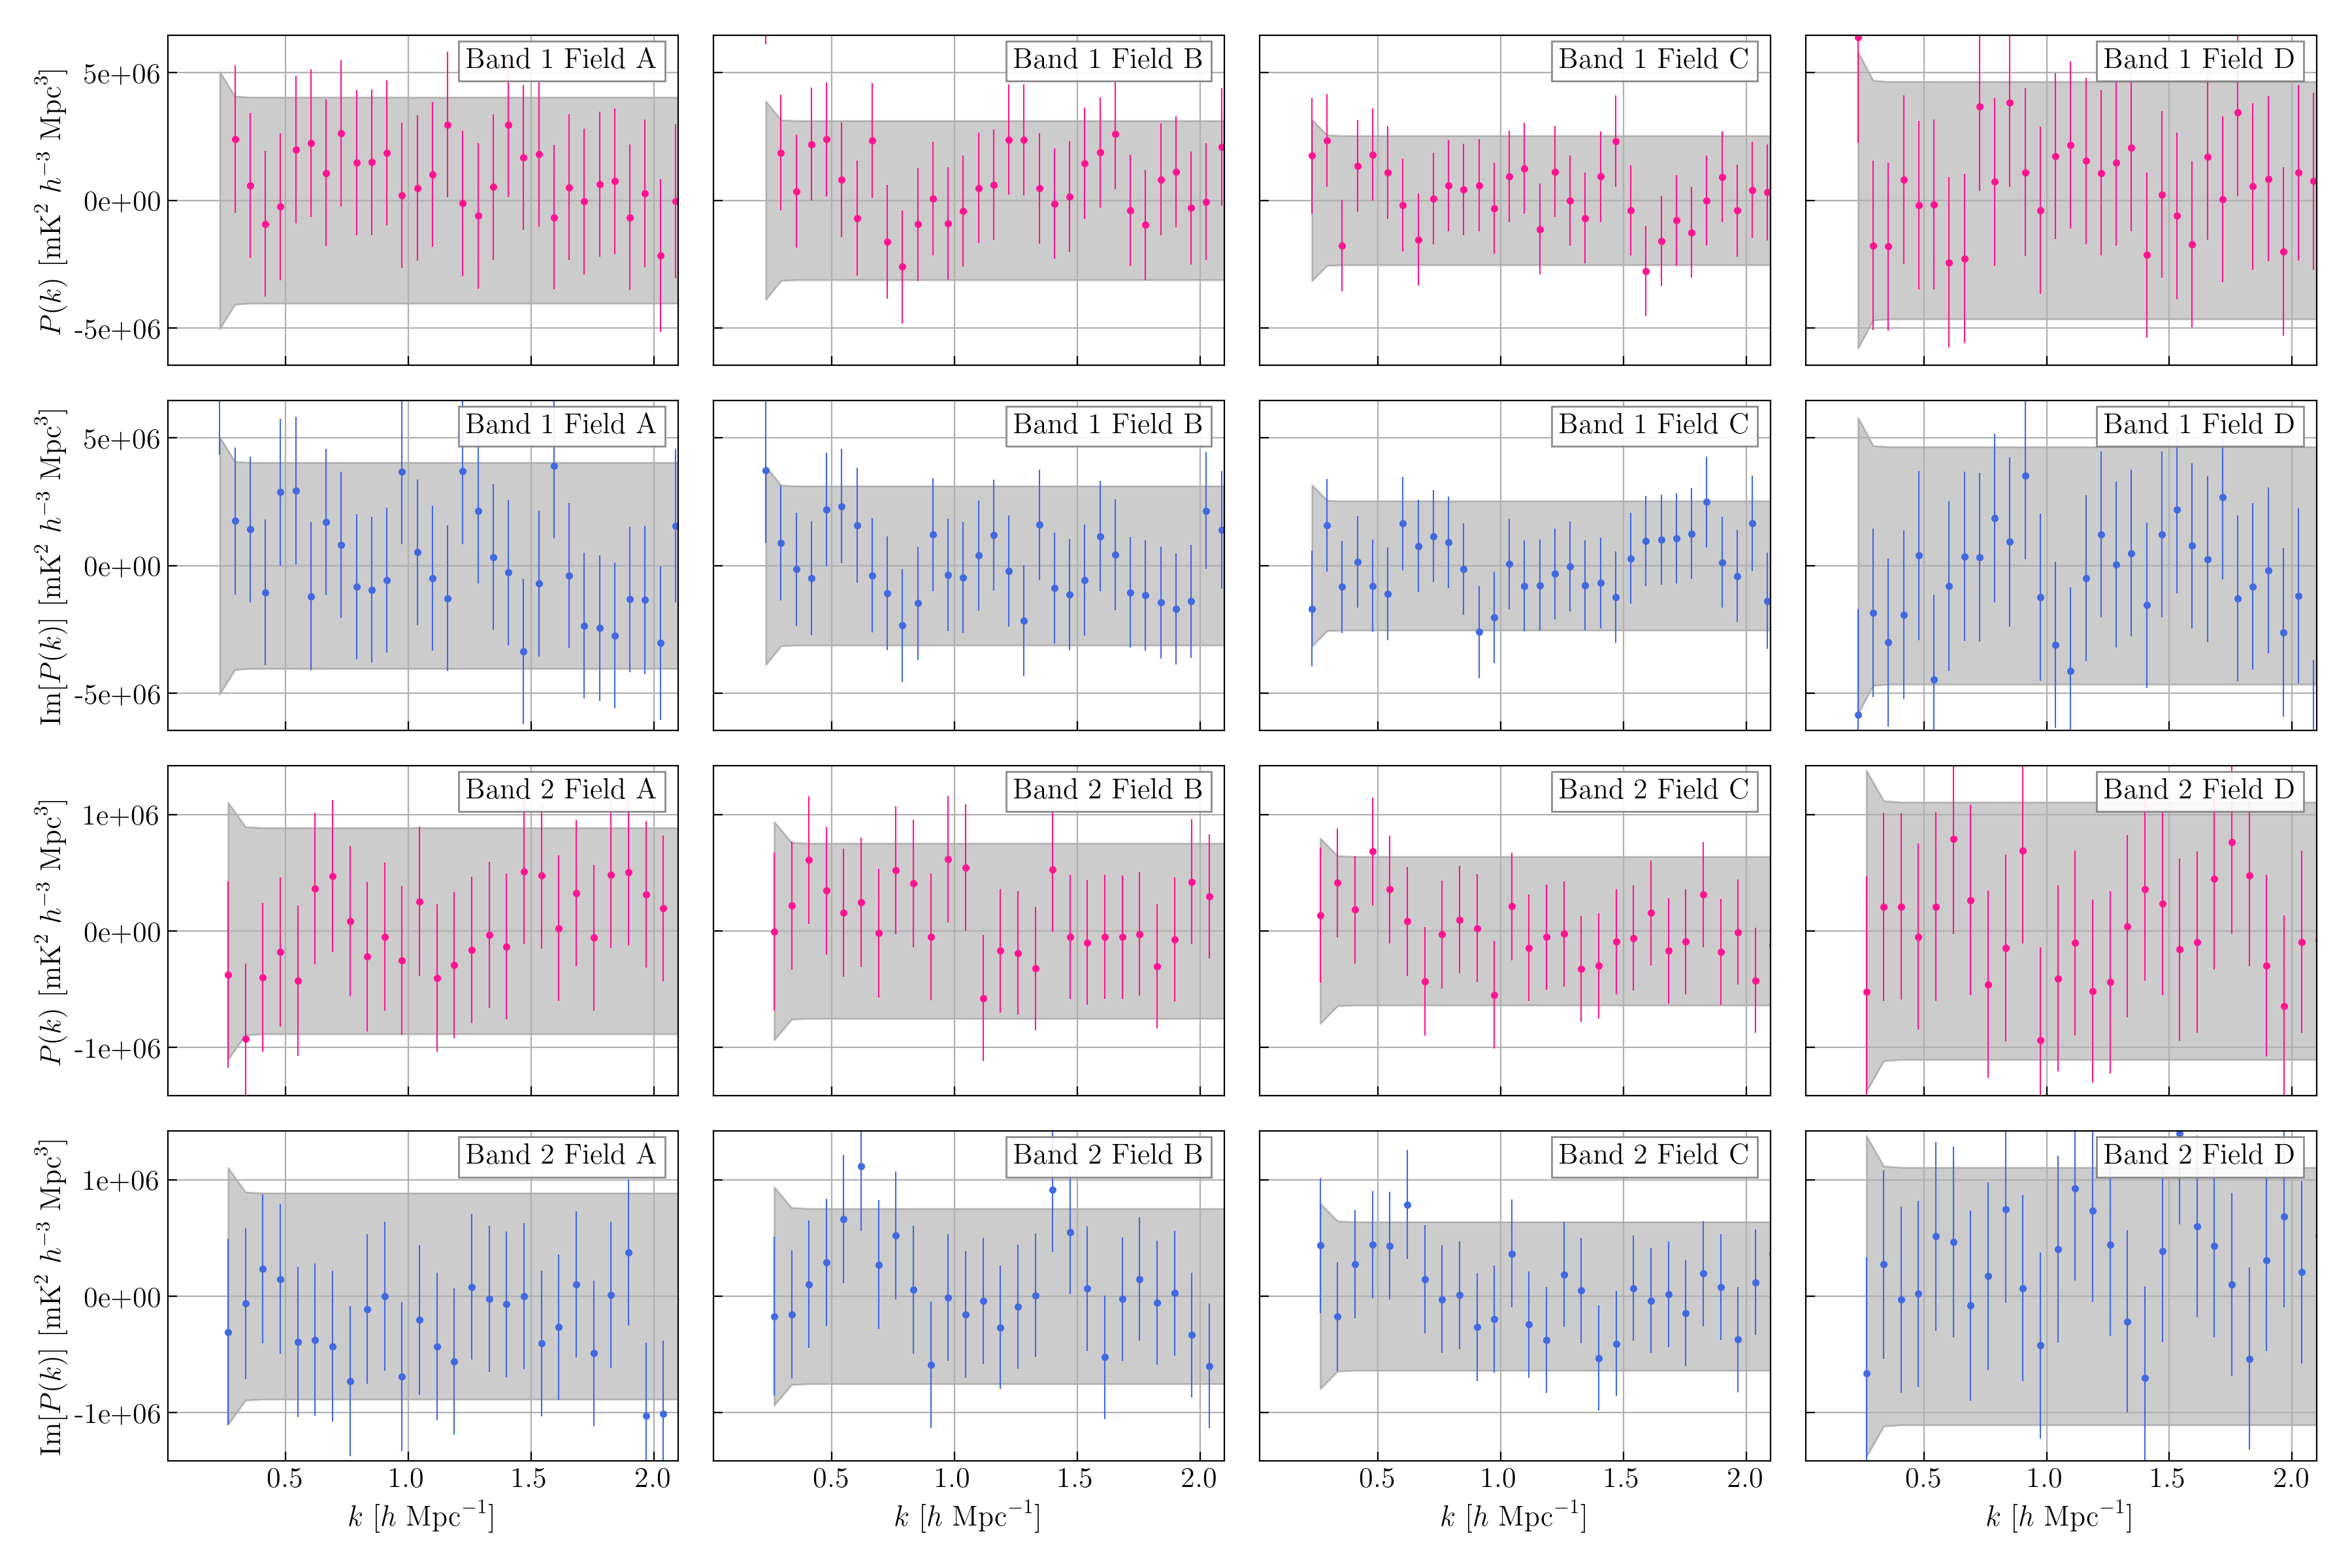 Band 1 Field A
Band 1 Field B
Band 1 Field C
Band 1 Field D
P(k) [mK² h⁻³ Mpc³]
5e+06
0e+00
-5e+06
Band 1 Field A
Band 1 Field B
Band 1 Field C
Band 1 Field D
Im[P(k)] [mK² h⁻³ Mpc³]
5e+06
0e+00
-5e+06
Band 2 Field A
Band 2 Field B
Band 2 Field C
Band 2 Field D
P(k) [mK² h⁻³ Mpc³]
1e+06
0e+00
-1e+06
Band 2 Field A
Band 2 Field B
Band 2 Field C
Band 2 Field D
Im[P(k)] [mK² h⁻³ Mpc³]
1e+06
0e+00
-1e+06
0.5 1.0 1.5 2.0
0.5 1.0 1.5 2.0
0.5 1.0 1.5 2.0
0.5 1.0 1.5 2.0
k [h Mpc⁻¹]
k [h Mpc⁻¹]
k [h Mpc⁻¹]
k [h Mpc⁻¹]